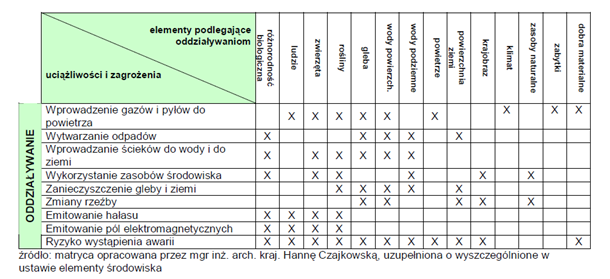 elementy podlegające
oddziaływaniom
uciążliwości i zagrożenia
różnorodność
biologiczna
ludzie
zwierzęta
rośliny
gleba
wody powierzch.
wody podziemne
powietrze
powierzchnia
ziemi
krajobraz
klimat
zasoby naturalne
zabytki
dobra materialne
ODDZIAŁYWANIE
Wprowadzenie gazów i pyłów do
powietrza X X X X X X X X X
Wytwarzanie odpadów X X X X X
Wprowadzanie ścieków do wody i do
ziemi X X X X X X
Wykorzystanie zasobów środowiska X X X X X X
Zanieczyszczenie gleby i ziemi X X X X X
Zmiany rzeźby X X X X X
Emitowanie hałasu X X X X
Emitowanie pól elektromagnetycznych X X X X
Ryzyko wystąpienia awarii X X X X X X X X X X X
źródło: matryca opracowana przez mgr inż. arch. kraj. Hannę Czajkowską, uzupełniona o wyszczególnione w
ustawie elementy środowiska